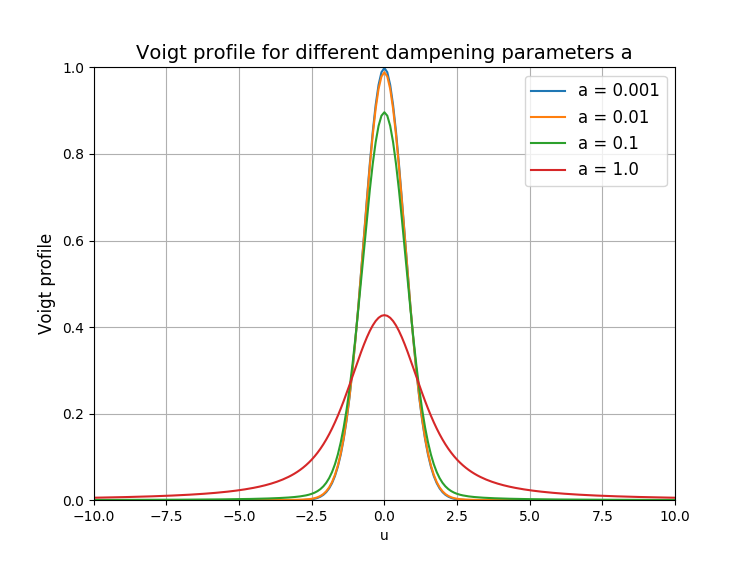 Voigt profile for different dampening parameters a
a = 0.001
a = 0.01
a = 0.1
a = 1.0
Voigt profile
1.0
0.8
0.6
0.4
0.2
0.0
−10.0 −7.5 −5.0 −2.5 0.0 2.5 5.0 7.5 10.0
u